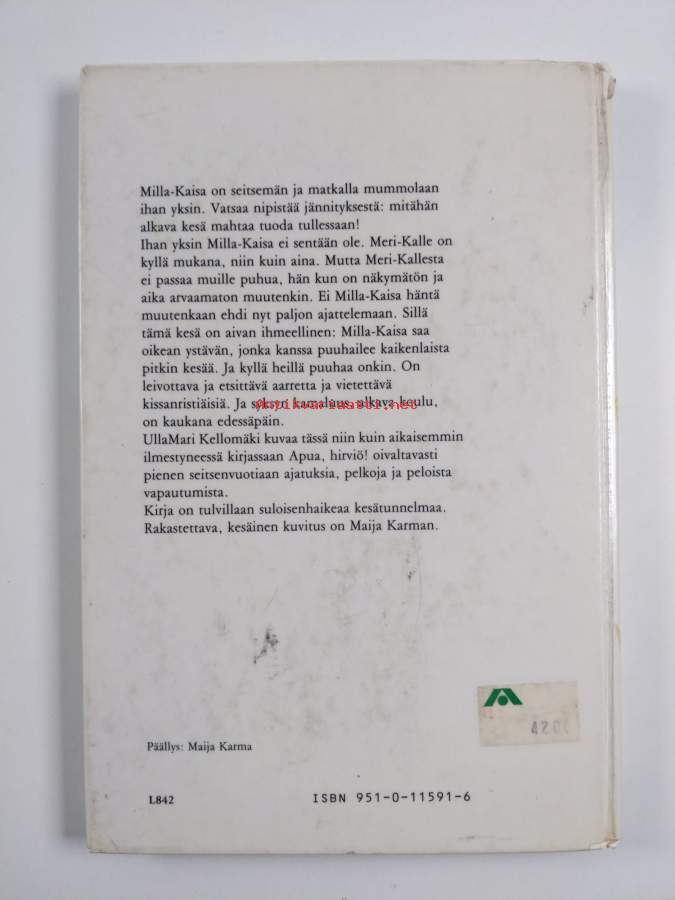 Milla-Kaisa on seitsemän ja matkalla mummolaan
ihan yksin. Vatsaa nipistää jännityksestä: mitähän
alkava kesä mahtaa tuoda tullessaan!
Ihan yksin Milla-Kaisa ei sentään ole. Meri-Kalle on
kyllä mukana, niin kuin aina. Mutta Meri-Kallesta
ei passaa muille puhua, hän kun on näkymätön ja
aika arvaamaton muutenkin. Ei Milla-Kaisa häntä
muutenkaan ehdi nyt paljon ajattelemaan. Sillä
tämä kesä on aivan ihmeellinen: Milla-Kaisa saa
oikean ystävän, jonka kanssa puuhailee kaikenlaista
pitkin kesää. Ja kyllä heillä puuhaa onkin. On
leivottava ja etsittävä aarretta ja vietettävä
kissanristiäisiä. Ja syksyn kamaluus, alkava koulu,
Antikvariaatti.net
on kaukana edessäpäin.
UllaMari Kellomäki kuvaa tässä niin kuin aikaisemmin
ilmestyneessä kirjassaan Apua, hirviö! oivaltavasti
pienen seitsenvuotiaan ajatuksia, pelkoja ja peloista
vapautumista.
Kirja on tulvillaan suloisenhaikeaa kesätunnelmaa.
Rakastettava, kesäinen kuvitus on Maija Karman.
Päällys: Maija Karma
L842
ISBN 951-0-11591-6